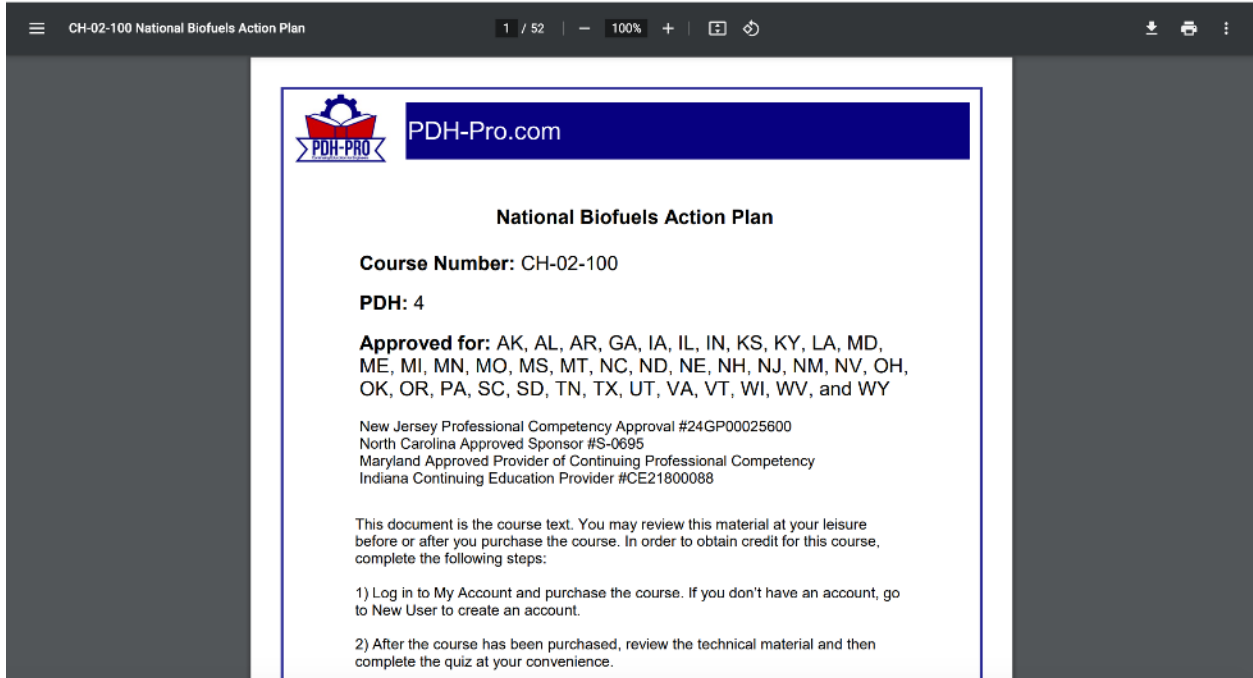 CH-02-100 National Biofuels Action Plan
1 / 52
100%
PDH-PRO
PDH-Pro.com
National Biofuels Action Plan
Course Number: CH-02-100
PDH: 4
Approved for: AK, AL, AR, GA, IA, IL, IN, KS, KY, LA, MD,
ME, MI, MN, MO, MS, MT, NC, ND, NE, NH, NJ, NM, NV, OH,
OK, OR, PA, SC, SD, TN, TX, UT, VA, VT, WI, WV, and WY
New Jersey Professional Competency Approval #24GP00025600
North Carolina Approved Sponsor #S-0695
Maryland Approved Provider of Continuing Professional Competency
Indiana Continuing Education Provider #CE21800088
This document is the course text. You may review this material at your leisure
before or after you purchase the course. In order to obtain credit for this course,
complete the following steps:
1) Log in to My Account and purchase the course. If you don't have an account, go
to New User to create an account.
2) After the course has been purchased, review the technical material and then
complete the quiz at your convenience.